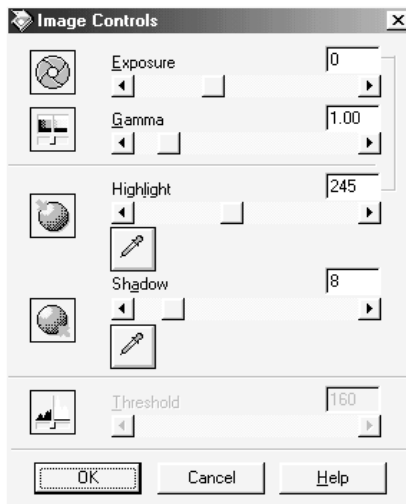 Image Controls
Exposure 0
Gamma 1.00
Highlight 245
Shadow 8
Threshold 160
OK Cancel Help